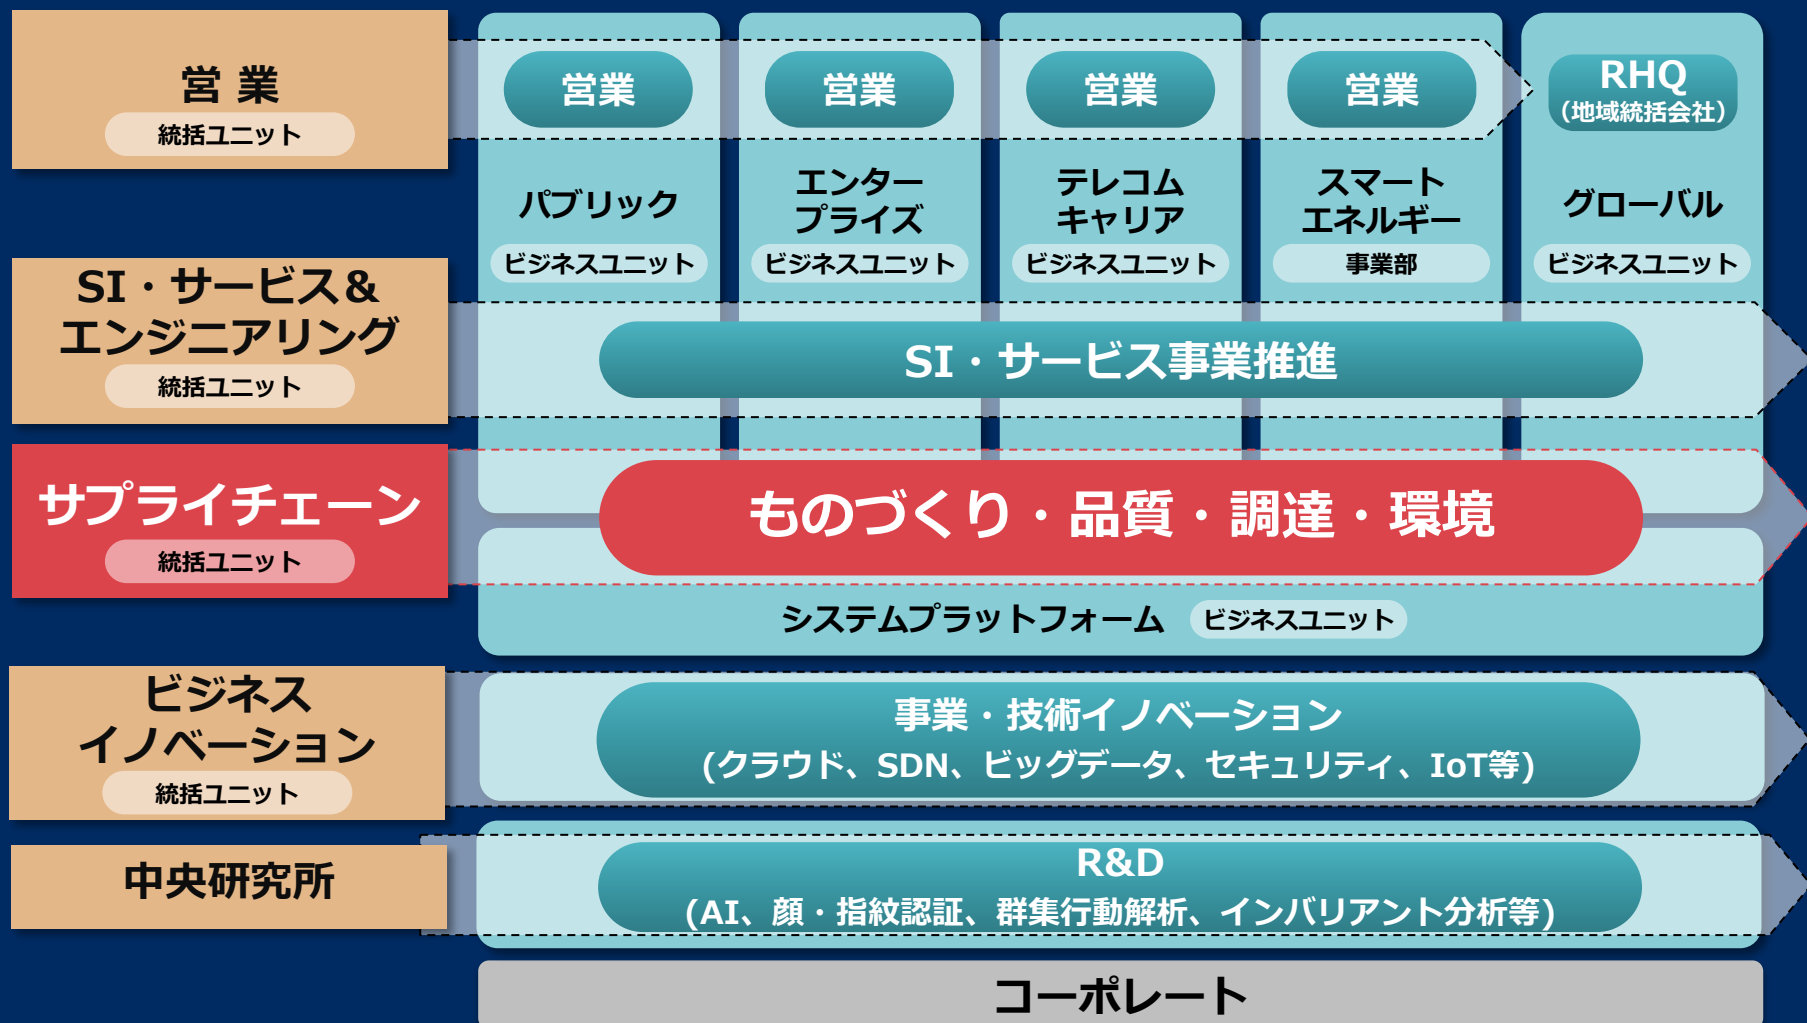 営 業
統括ユニット
営業
営業
営業
営業
RHQ
（地域統括会社）
パブリック
ビジネスユニット
エンター
プライズ
ビジネスユニット
テレコム
キャリア
ビジネスユニット
スマート
エネルギー
事業部
グローバル
ビジネスユニット
SI・サービス＆
エンジニアリング
統括ユニット
SI・サービス事業推進
サプライチェーン
統括ユニット
ものづくり・品質・調達・環境
システムプラットフォーム ビジネスユニット
ビジネス
イノベーション
統括ユニット
事業・技術イノベーション
(クラウド、SDN、ビッグデータ、セキュリティ、IoT等)
中央研究所
R&D
(AI、顔・指紋認証、群集行動解析、インバリアント分析等)
コーポレート